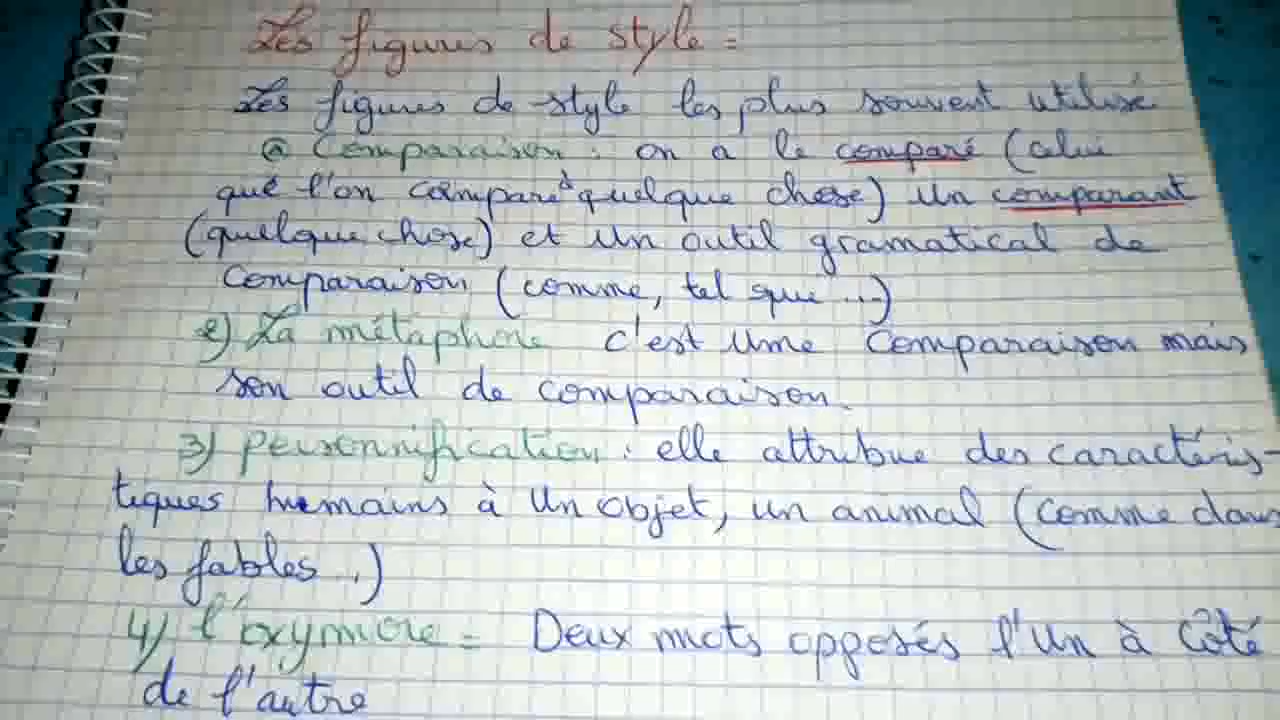 Les figures de style =
Les figures de style les plus souvent utilisé
@ Comparaison : on a le comparé (celui
que l'on compare à quelque chose) un comparant
(quelque chose) et un outil gramatical de
Comparaison (comme, tel que ...)
2) La métaphore c'est une Comparaison mais
son outil de comparaison.
3) personnification : elle attribue des caractéris-
tiques humains à un objet, un animal (comme dans
les fables ..)
4) l'oxymore = Deux mots opposés l'un à côté
de l'autre